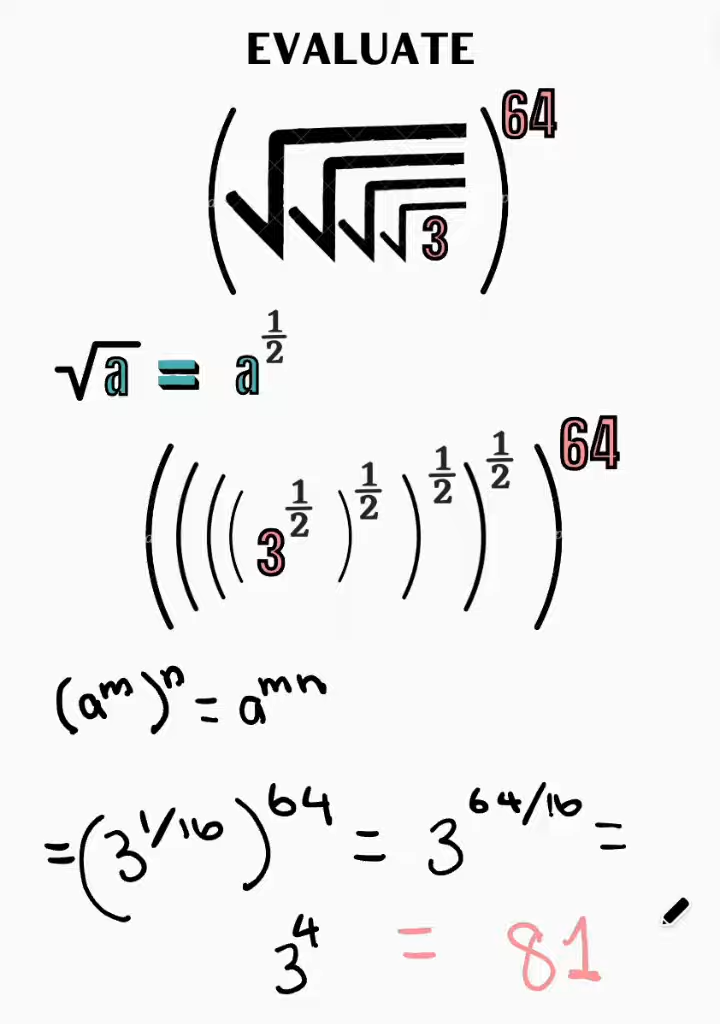 EVALUATE
(√√√√3)^64
√a = a^(1/2)
((((3^(1/2))^(1/2))^(1/2))^(1/2))^64
(a^m)^n = a^mn
= (3^1/16)^64 = 3^64/16 =
3^4 = 81